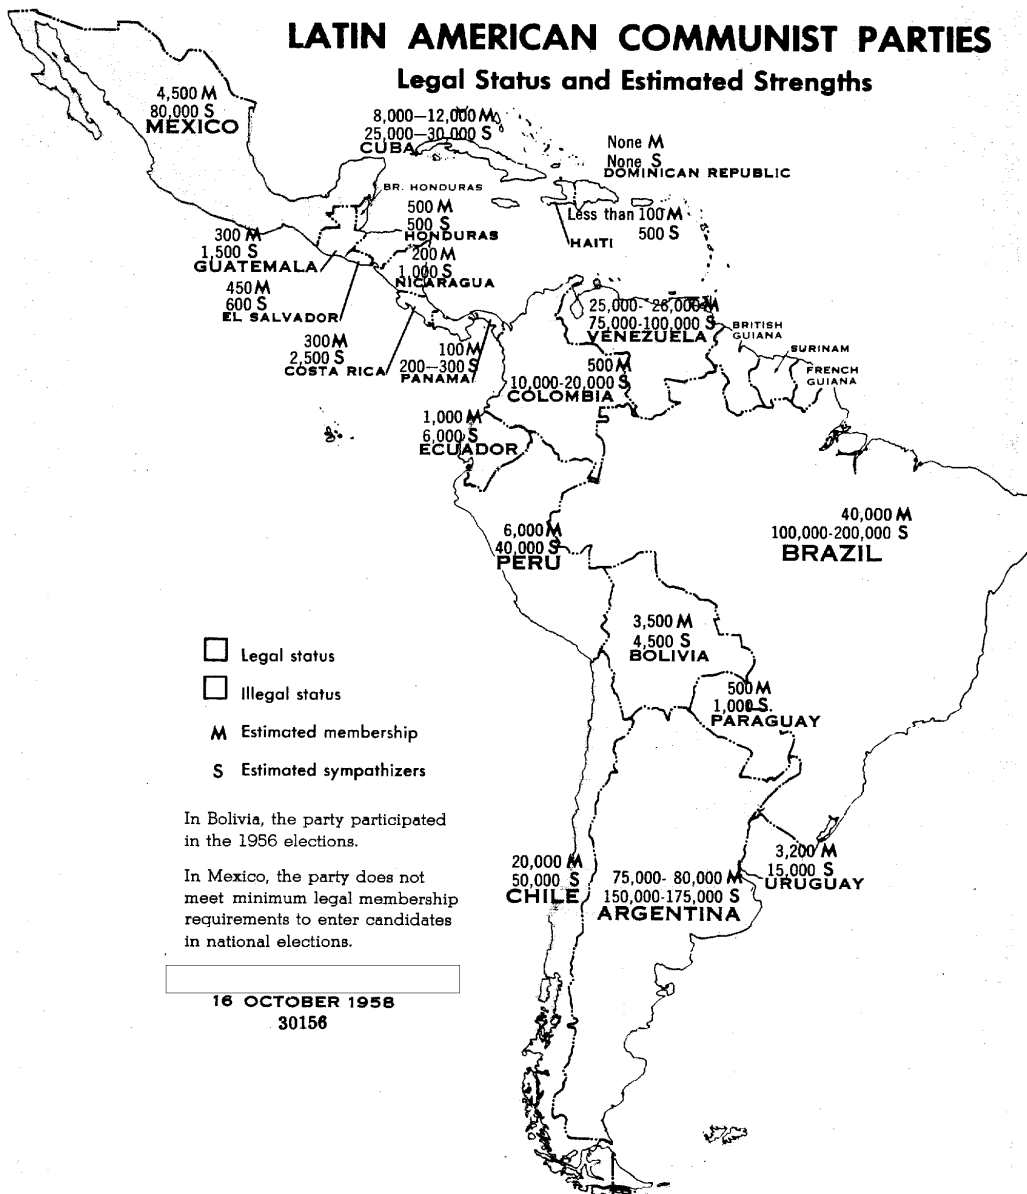 LATIN AMERICAN COMMUNIST PARTIES
Legal Status and Estimated Strengths
4,500 M
80,000 S
MEXICO
8,000—12,000 M
25,000—30,000 S
CUBA
None M
None S
DOMINICAN REPUBLIC
BR. HONDURAS
500 M
500 S
HONDURAS
Less than 100 M
500 S
HAITI
300 M
1,500 S
GUATEMALA
200 M
1,000 S
NICARAGUA
450 M
600 S
EL SALVADOR
25,000- 26,000 M
75,000-100,000 S
VENEZUELA
BRITISH
GUIANA
SURINAM
FRENCH
GUIANA
300 M
2,500 S
COSTA RICA
100 M
200—300 S
PANAMA
500 M
10,000-20,000 S
COLOMBIA
1,000 M
6,000 S
ECUADOR
6,000 M
40,000 S
PERU
40,000 M
100,000-200,000 S
BRAZIL
3,500 M
4,500 S
BOLIVIA
500 M
1,000 S
PARAGUAY
Legal status
Illegal status
M Estimated membership
S Estimated sympathizers
In Bolivia, the party participated
in the 1956 elections.
In Mexico, the party does not
meet minimum legal membership
requirements to enter candidates
in national elections.
20,000 M
50,000 S
CHILE
75,000- 80,000 M
150,000-175,000 S
ARGENTINA
3,200 M
15,000 S
URUGUAY
16 OCTOBER 1958
30156